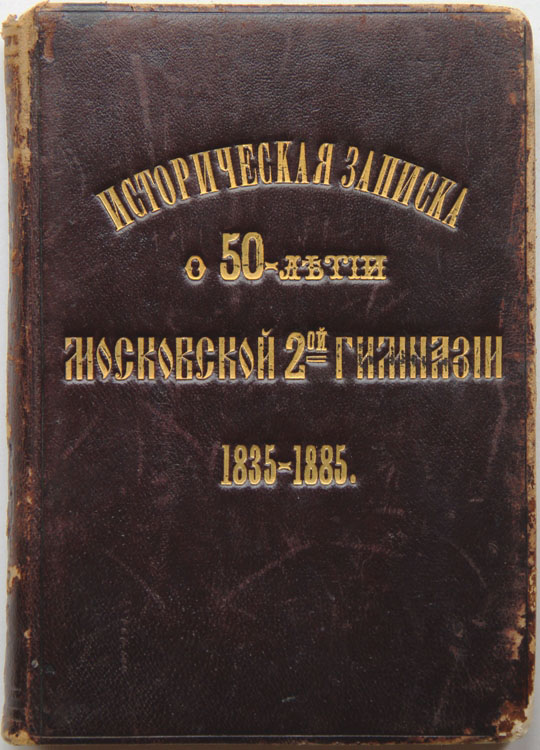 ИСТОРИЧЕСКАЯ ЗАПИСКА
О 50-ЛѢТІИ
МОСКОВСКОЙ 2ОЙ ГИМНАЗІИ
1835-1885.